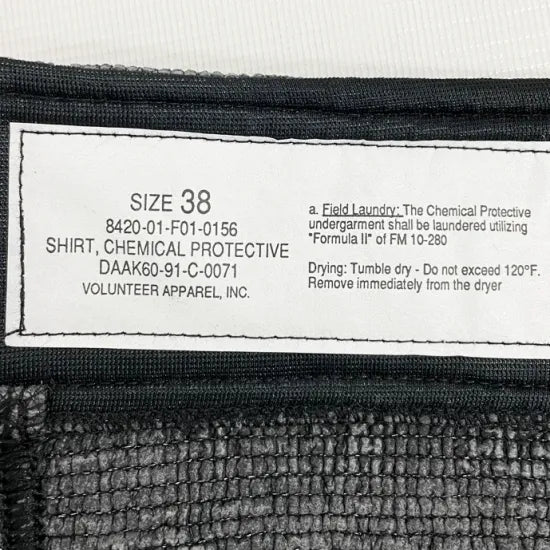 SIZE 38
8420-01-F01-0156
SHIRT, CHEMICAL PROTECTIVE
DAAK60-91-C-0071
VOLUNTEER APPAREL, INC.
a. Field Laundry: The Chemical Protective
undergarment shall be laundered utilizing
"Formula II" of FM 10-280
Drying: Tumble dry - Do not exceed 120°F.
Remove immediately from the dryer